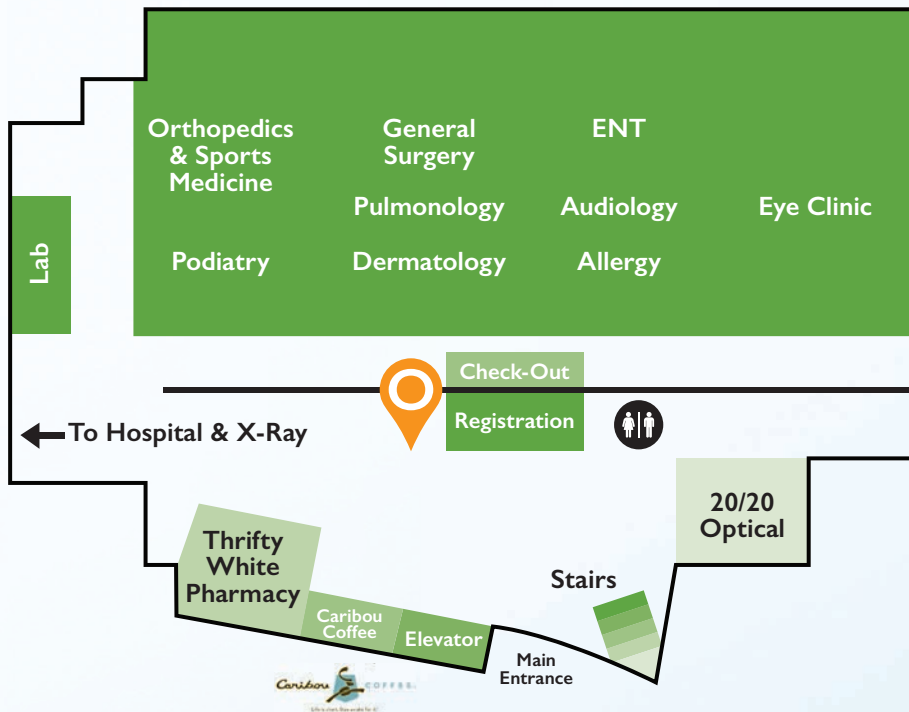 Orthopedics
& Sports
Medicine
General
Surgery
ENT
Pulmonology
Audiology
Eye Clinic
Podiatry
Dermatology
Allergy
Lab
Check-Out
Registration
To Hospital & X-Ray
20/20
Optical
Thrifty
White
Pharmacy
Stairs
Caribou
Coffee
Elevator
Main
Entrance
Caribou COFFEE